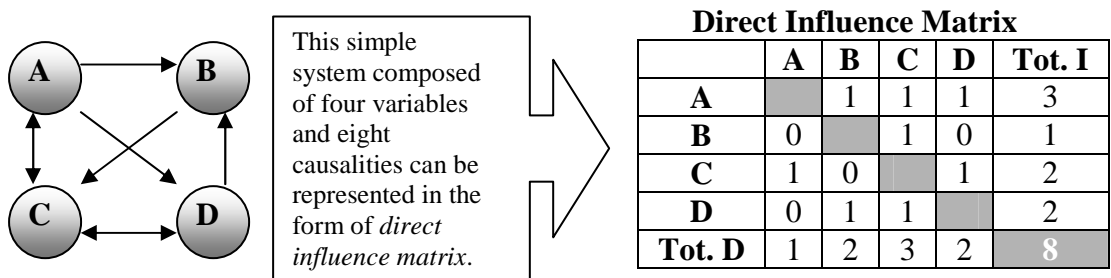 A B
C D
This simple
system composed
of four variables
and eight
causalities can be
represented in the
form of direct
influence matrix.
Direct Influence Matrix
A B C D Tot. I
A 1 1 1 3
B 0 1 0 1
C 1 0 1 2
D 0 1 1 2
Tot. D 1 2 3 2 8